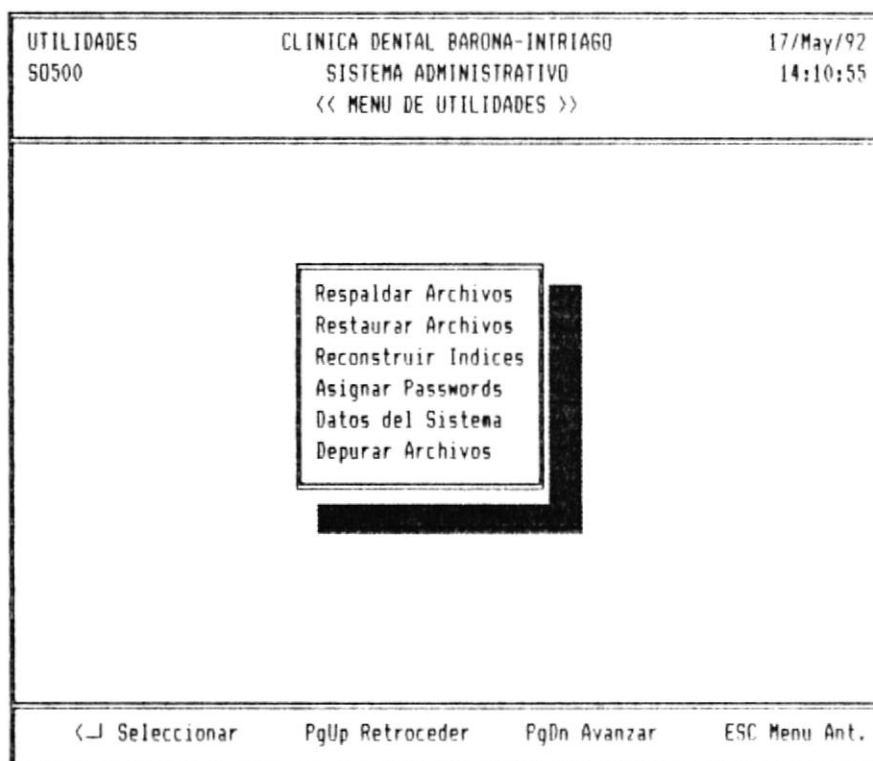 UTILIDADES CLINICA DENTAL BARONA-INTRIAGO 17/May/92
SO500 SISTEMA ADMINISTRATIVO 14:10:55
<< MENU DE UTILIDADES >>
Respaldar Archivos
Restaurar Archivos
Reconstruir Indices
Asignar Passwords
Datos del Sistema
Depurar Archivos
<┘ Seleccionar PgUp Retroceder PgDn Avanzar ESC Menu Ant.